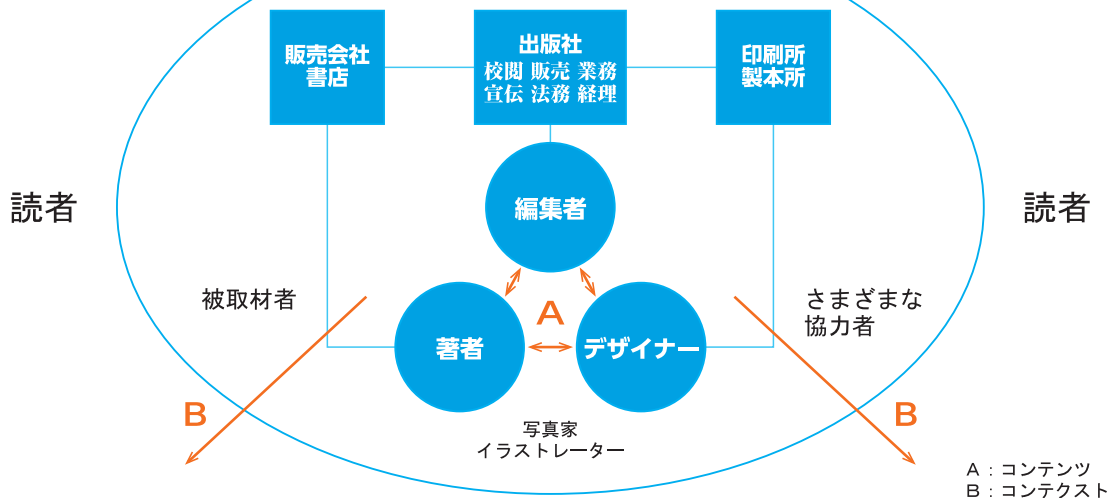 販売会社
書店
出版社
校閲 販売 業務
宣伝 法務 経理
印刷所
製本所
読者
編集者
読者
被取材者
さまざまな
協力者
A
著者
デザイナー
B
B
写真家
イラストレーター
A : コンテンツ
B : コンテクスト